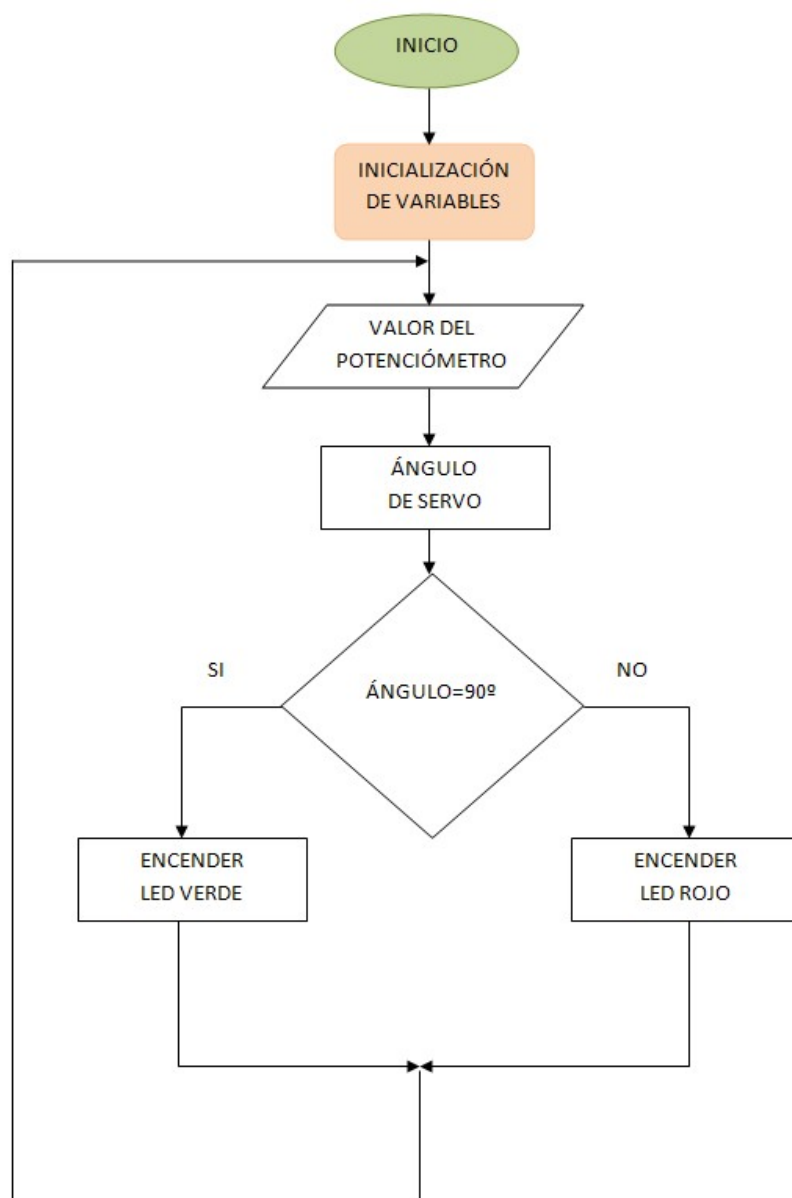 INICIO
INICIALIZACIÓN
DE VARIABLES
VALOR DEL
POTENCIÓMETRO
ÁNGULO
DE SERVO
SI
ÁNGULO=90º
NO
ENCENDER
LED VERDE
ENCENDER
LED ROJO